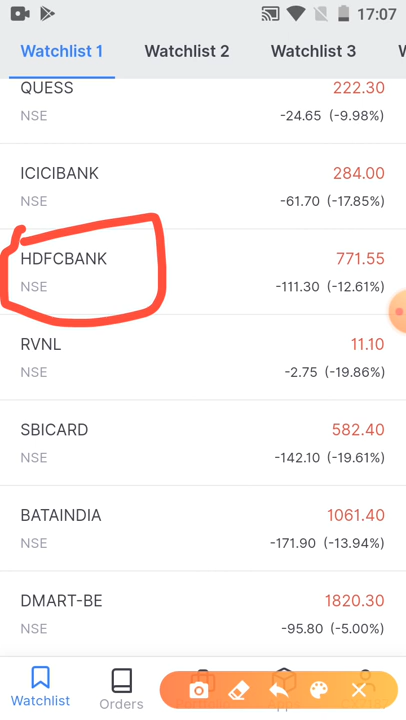 17:07
Watchlist 1 Watchlist 2 Watchlist 3
QUESS 222.30
NSE -24.65 (-9.98%)
ICICIBANK 284.00
NSE -61.70 (-17.85%)
HDFCBANK 771.55
NSE -111.30 (-12.61%)
RVNL 11.10
NSE -2.75 (-19.86%)
SBICARD 582.40
NSE -142.10 (-19.61%)
BATAINDIA 1061.40
NSE -171.90 (-13.94%)
DMART-BE 1820.30
NSE -95.80 (-5.00%)
Watchlist Orders